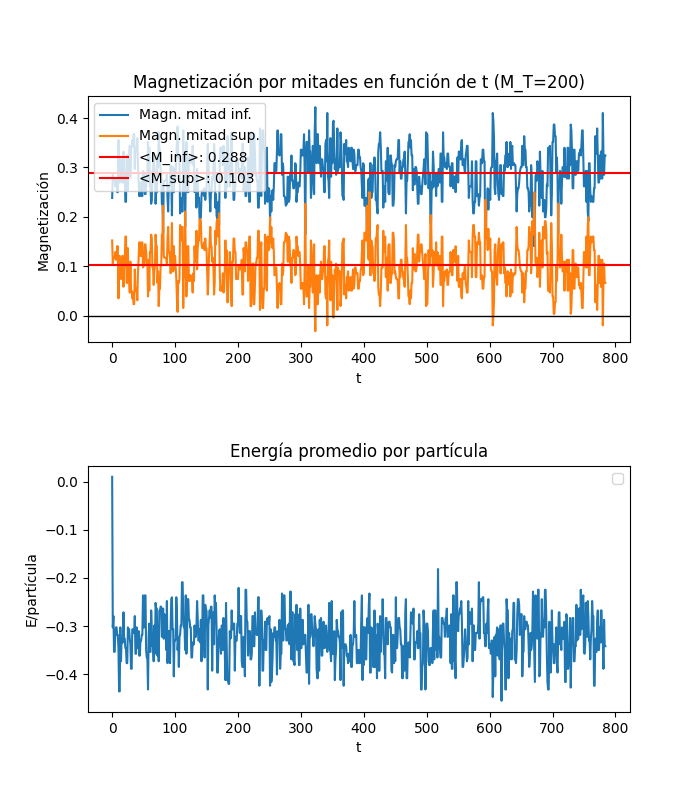 Magnetización por mitades en función de t (M_T=200)
Magnetización
0.4
0.3
0.2
0.1
0.0
Magn. mitad inf.
Magn. mitad sup.
<M_inf>: 0.288
<M_sup>: 0.103
0 100 200 300 400 500 600 700 800
t
Energía promedio por partícula
E/partícula
0.0
−0.1
−0.2
−0.3
−0.4
0 100 200 300 400 500 600 700 800
t